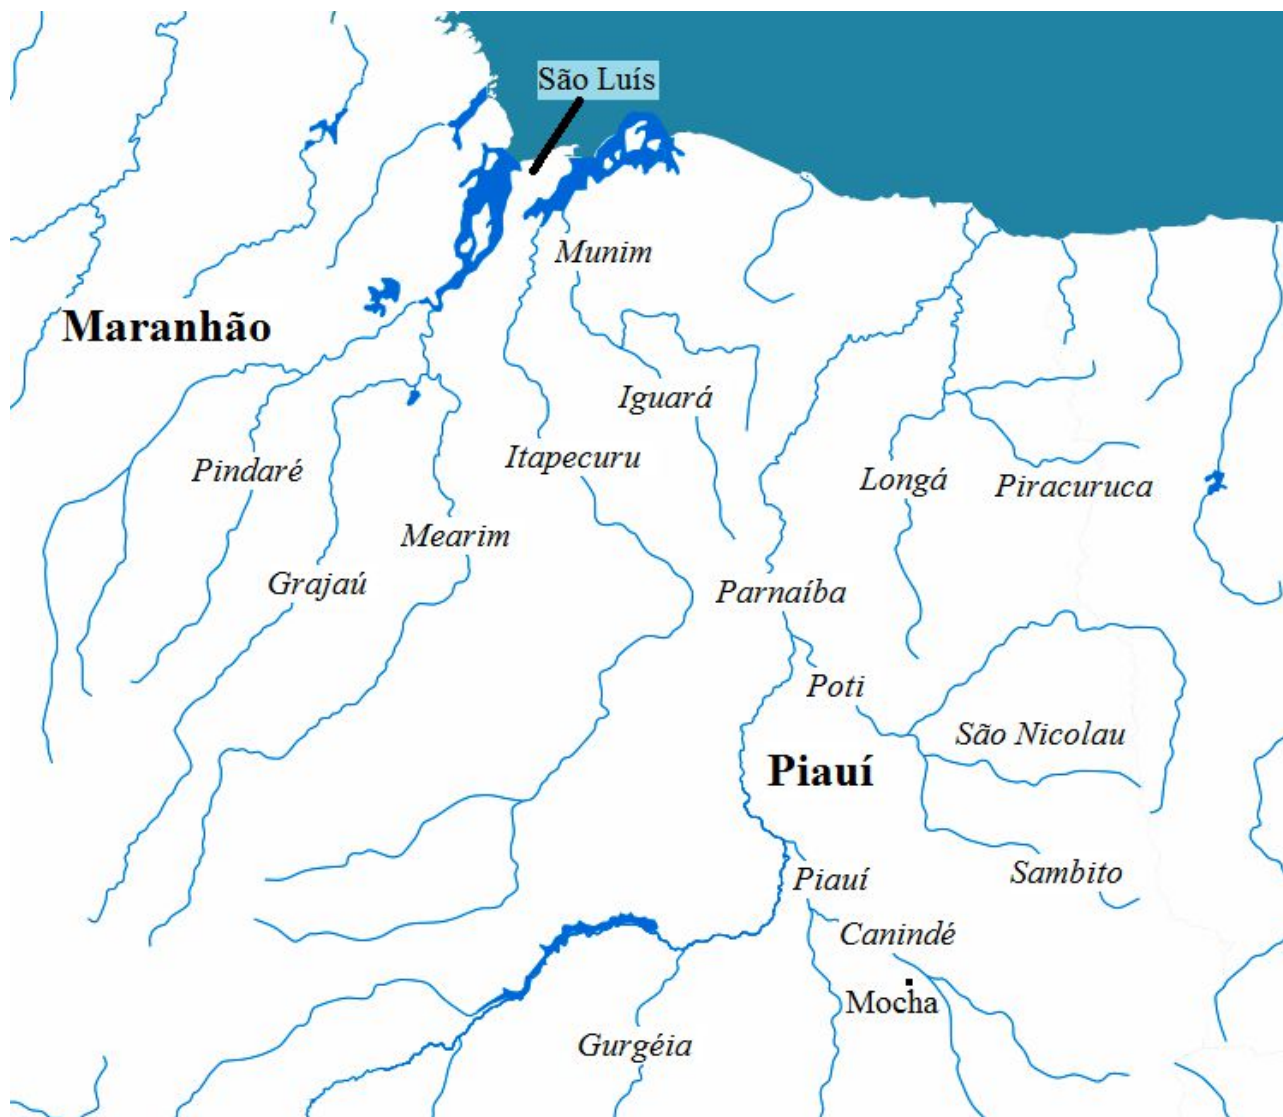 São Luís
Munim
Maranhão
Iguará
Pindaré
Itapecuru
Longá
Piracuruca
Mearim
Grajaú
Parnaíba
Poti
São Nicolau
Piauí
Piauí
Sambito
Canindé
Mocha
Gurgéia